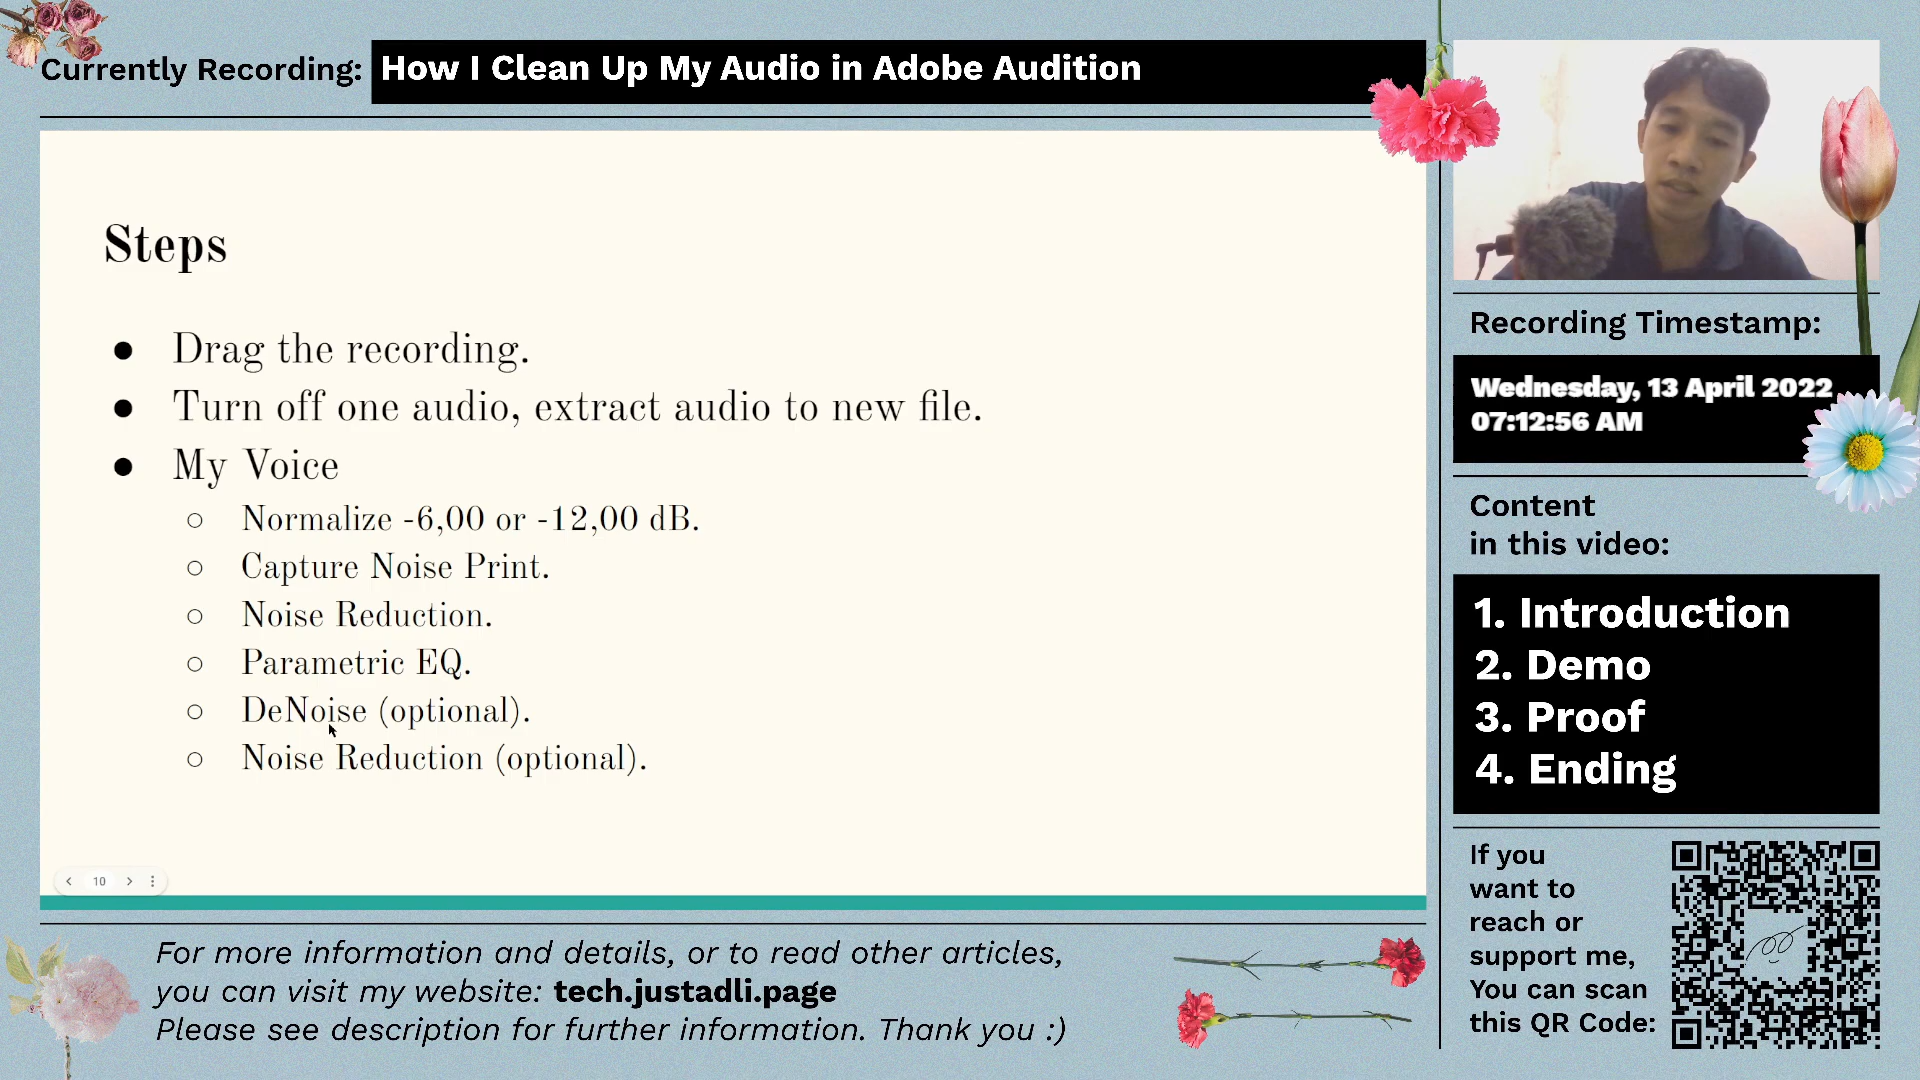 Currently Recording: How I Clean Up My Audio in Adobe Audition
Steps
● Drag the recording.
● Turn off one audio, extract audio to new file.
● My Voice
○ Normalize -6,00 or -12,00 dB.
○ Capture Noise Print.
○ Noise Reduction.
○ Parametric EQ.
○ DeNoise (optional).
○ Noise Reduction (optional).
10
For more information and details, or to read other articles,
you can visit my website: tech.justadli.page
Please see description for further information. Thank you :)
Recording Timestamp:
Wednesday, 13 April 2022
07:12:56 AM
Content
in this video:
1. Introduction
2. Demo
3. Proof
4. Ending
If you
want to
reach or
support me,
You can scan
this QR Code: